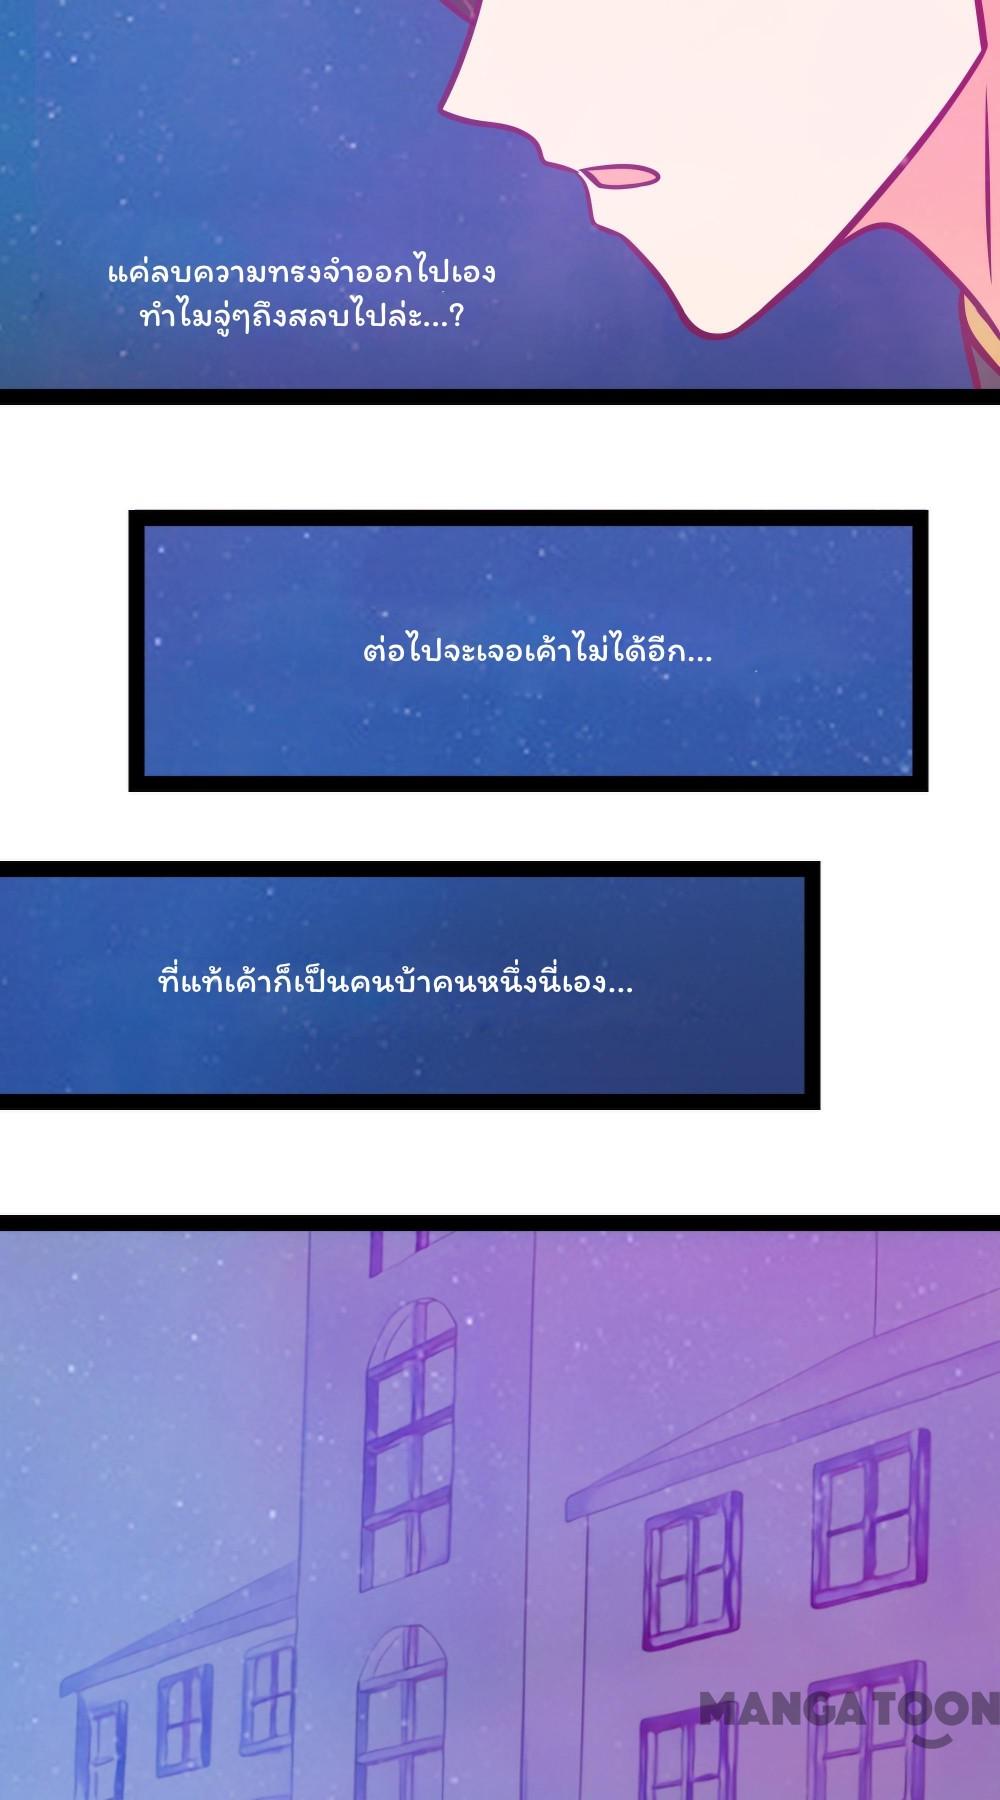 แค่ลบความทรงจำออกไปเอง
ทำไมจู่ๆถึงสลบไปล่ะ...?
ต่อไปจะเจอเค้าไม่ได้อีก...
ที่แท้เค้าก็เป็นคนบ้าคนหนึ่งนี่เอง...
MANGATOON